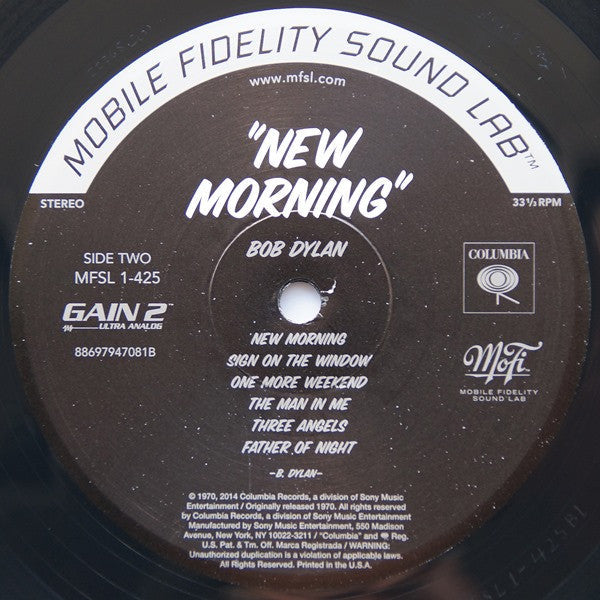 MOBILE FIDELITY SOUND LAB™
www.mfsl.com
"NEW
MORNING"
STEREO
33⅓ RPM
BOB DYLAN
SIDE TWO
MFSL 1-425
GAIN 2™
ULTRA ANALOG
88697947081B
COLUMBIA
MoFi
MOBILE FIDELITY
SOUND LAB
NEW MORNING
SIGN ON THE WINDOW
ONE MORE WEEKEND
THE MAN IN ME
THREE ANGELS
FATHER OF NIGHT
–B. DYLAN–
© 1970, 2014 Columbia Records, a division of Sony Music
Entertainment / Originally released 1970. All rights reserved
by Columbia Records, a division of Sony Music Entertainment
Manufactured by Sony Music Entertainment, 550 Madison
Avenue, New York, NY 10022-3211 / "Columbia" and Reg.
U.S. Pat. & Tm. Off. Marca Registrada / WARNING:
Unauthorized duplication is a violation of applicable laws.
All Rights Reserved. Printed in the U.S.A.